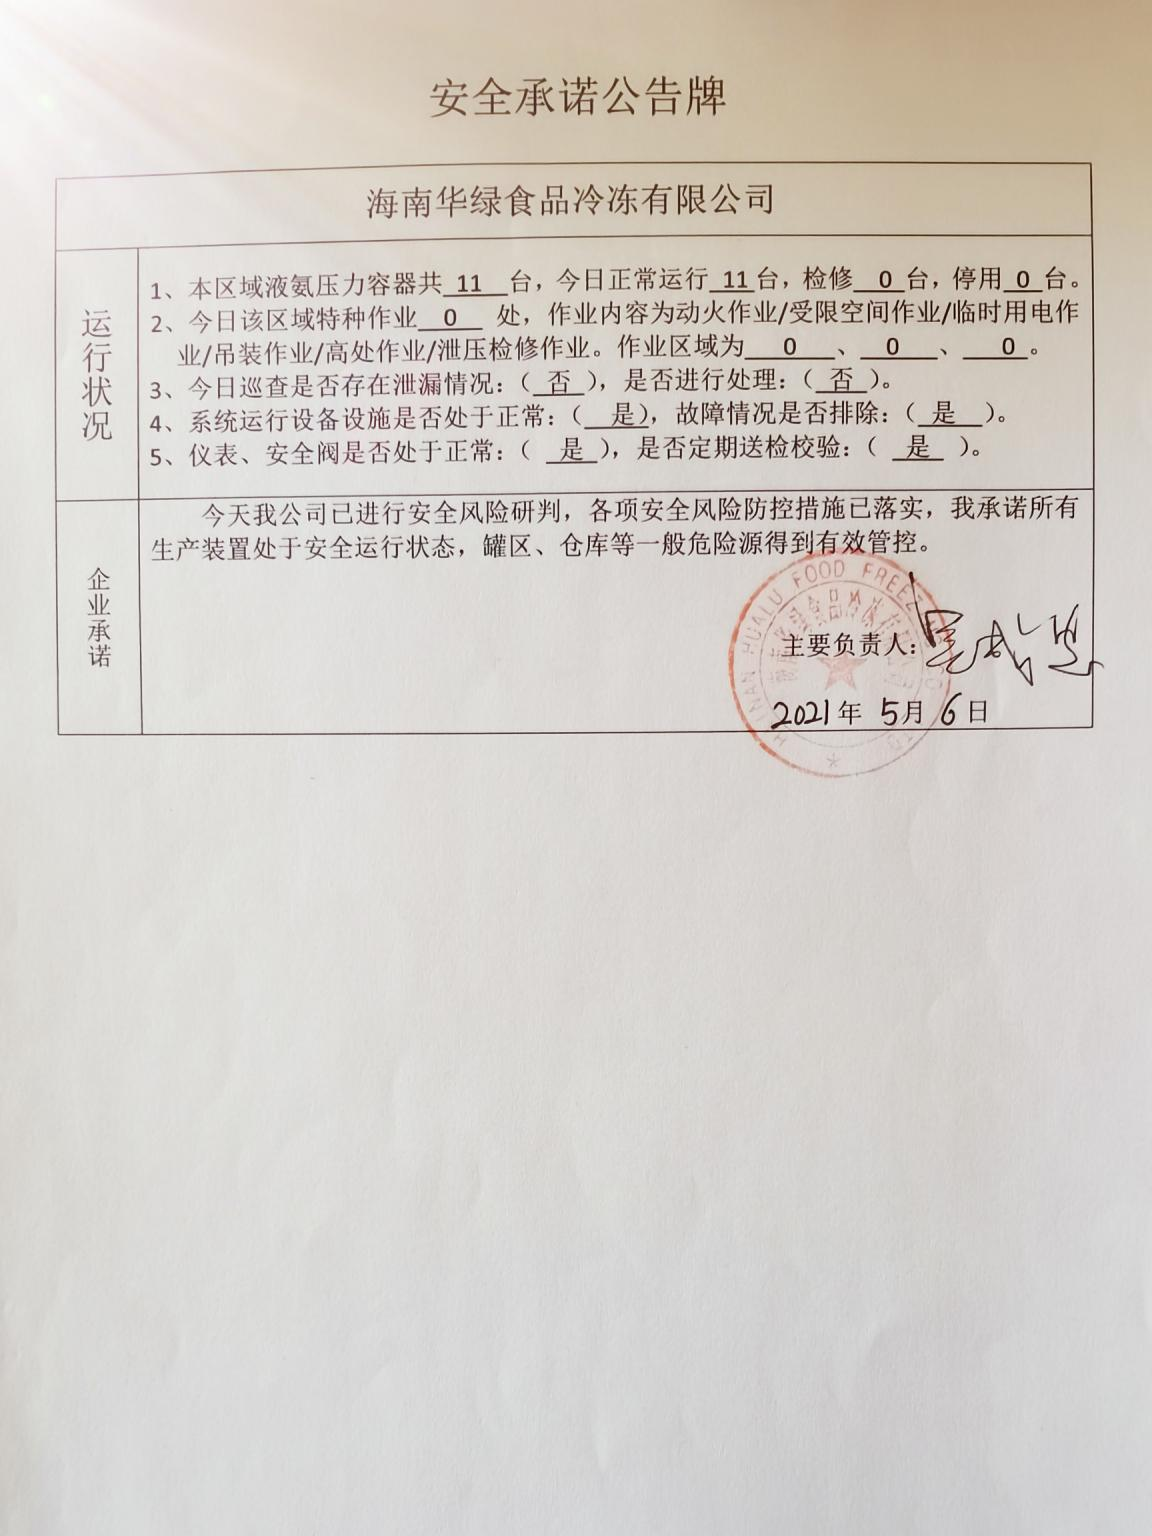 安全承诺公告牌
海南华绿食品冷冻有限公司
运行状况
1、本区域液氨压力容器共 11 台，今日正常运行 11 台，检修 0 台，停用 0 台。
2、今日该区域特种作业 0 处，作业内容为动火作业/受限空间作业/临时用电作
业/吊装作业/高处作业/泄压检修作业。作业区域为 0 、 0 、 0 。
3、今日巡查是否存在泄漏情况：（ 否 ），是否进行处理：（ 否 ）。
4、系统运行设备设施是否处于正常：（ 是 ），故障情况是否排除：（ 是 ）。
5、仪表、安全阀是否处于正常：（ 是 ），是否定期送检校验：（ 是 ）。
企业承诺
今天我公司已进行安全风险研判，各项安全风险防控措施已落实，我承诺所有
生产装置处于安全运行状态，罐区、仓库等一般危险源得到有效管控。
HAINAN HUALU FOOD FREEZING CO LTD
主要负责人：
2021年 5月 6日